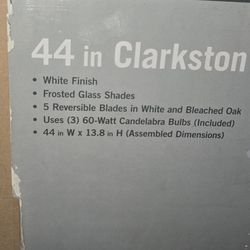 44 in Clarkston
• White Finish
• Frosted Glass Shades
• 5 Reversible Blades in White and Bleached Oak
• Uses (3) 60-Watt Candelabra Bulbs (Included)
• 44 in W x 13.8 in H (Assembled Dimensions)